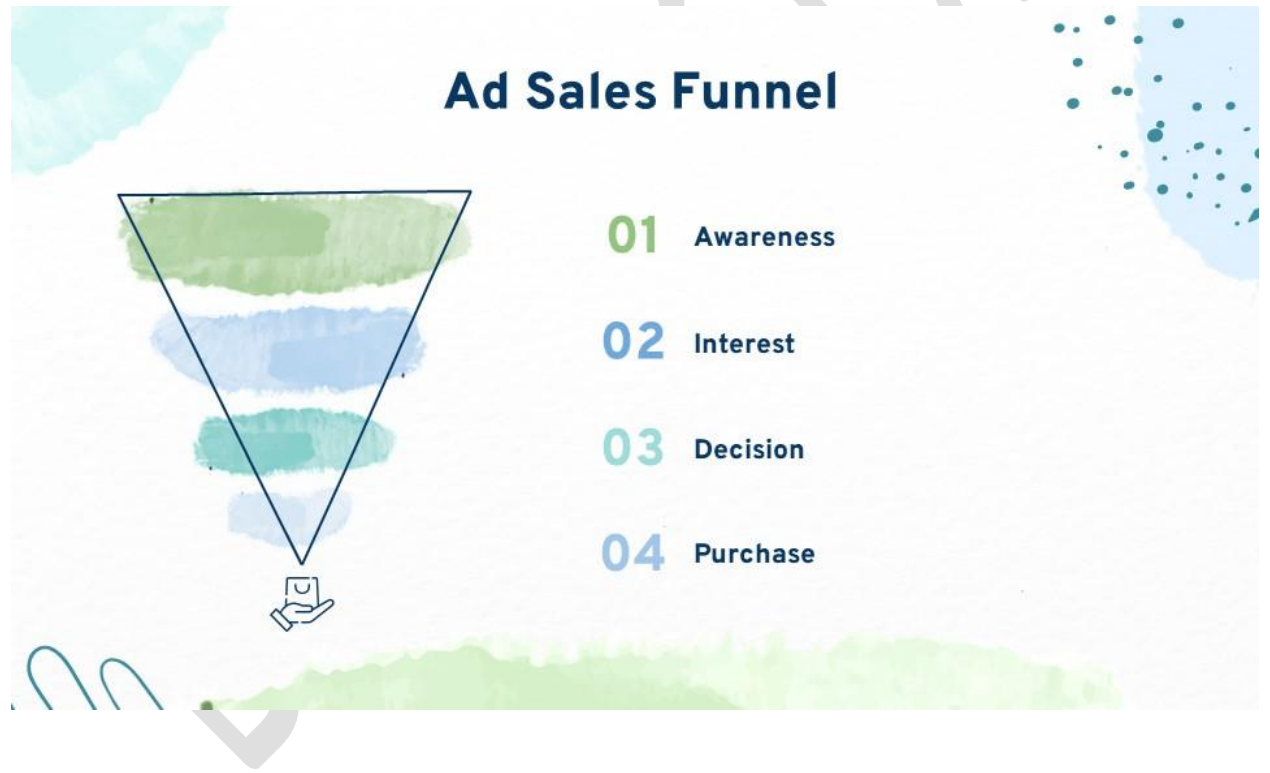 Ad Sales Funnel
01 Awareness
02 Interest
03 Decision
04 Purchase